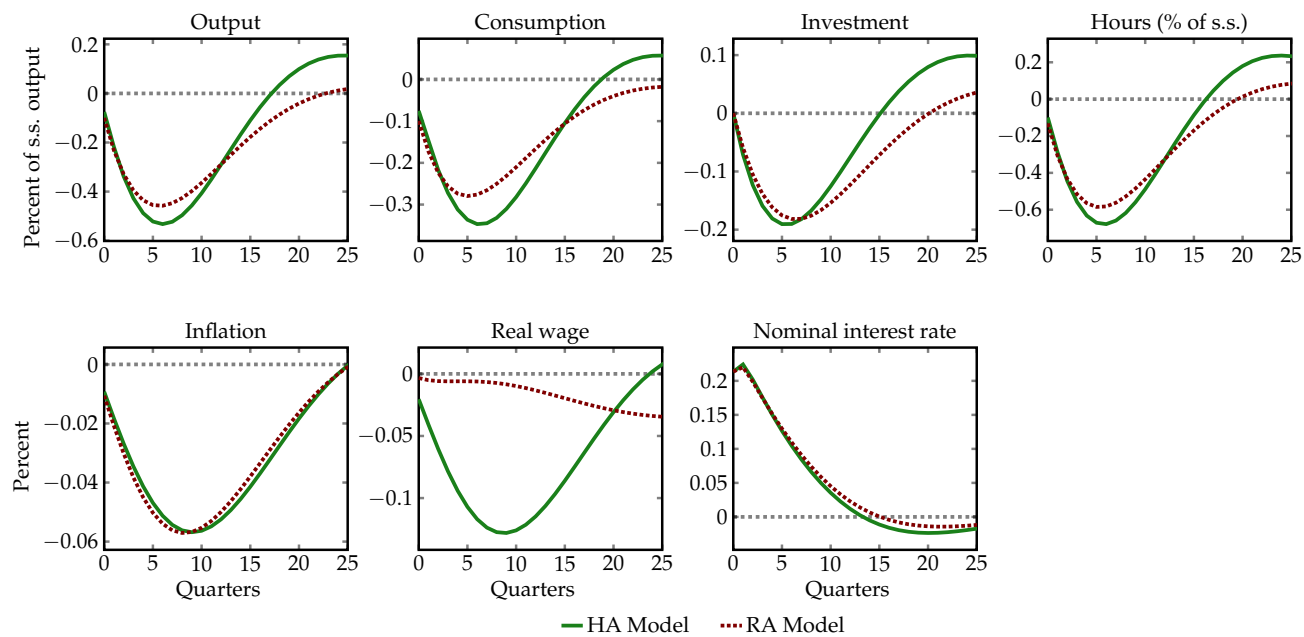 Output
Consumption
Investment
Hours (% of s.s.)
Percent of s.s. output
0.2
0
−0.2
−0.4
−0.6
0 5 10 15 20 25
0
−0.1
−0.2
−0.3
0 5 10 15 20 25
0.1
0
−0.1
−0.2
0 5 10 15 20 25
0.2
0
−0.2
−0.4
−0.6
0 5 10 15 20 25
Inflation
Real wage
Nominal interest rate
Percent
0
−0.02
−0.04
−0.06
0 5 10 15 20 25
Quarters
0
−0.05
−0.1
0 5 10 15 20 25
Quarters
0.2
0.15
0.1
0.05
0
0 5 10 15 20 25
Quarters
HA Model
RA Model